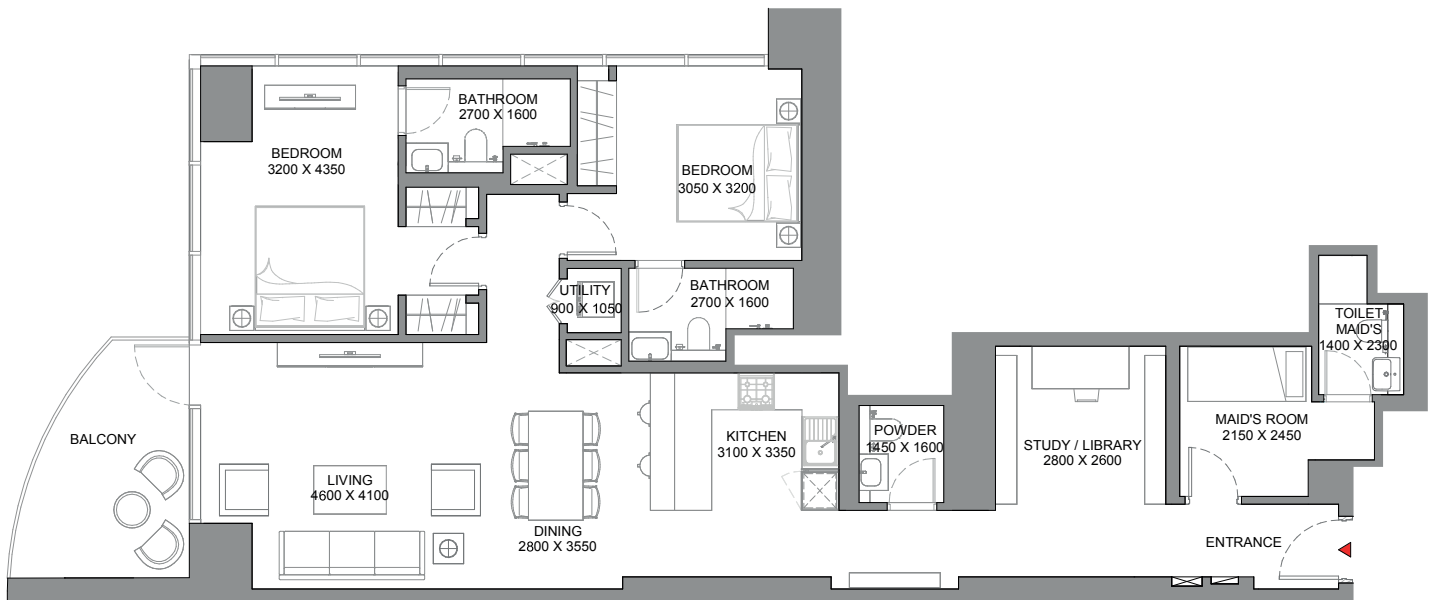 BATHROOM
2700 X 1600
BEDROOM
3200 X 4350
BEDROOM
3050 X 3200
UTILITY
900 X 1050
BATHROOM
2700 X 1600
TOILET
MAID'S
1400 X 2300
BALCONY
LIVING
4600 X 4100
DINING
2800 X 3550
KITCHEN
3100 X 3350
POWDER
1450 X 1600
STUDY / LIBRARY
2800 X 2600
MAID'S ROOM
2150 X 2450
ENTRANCE